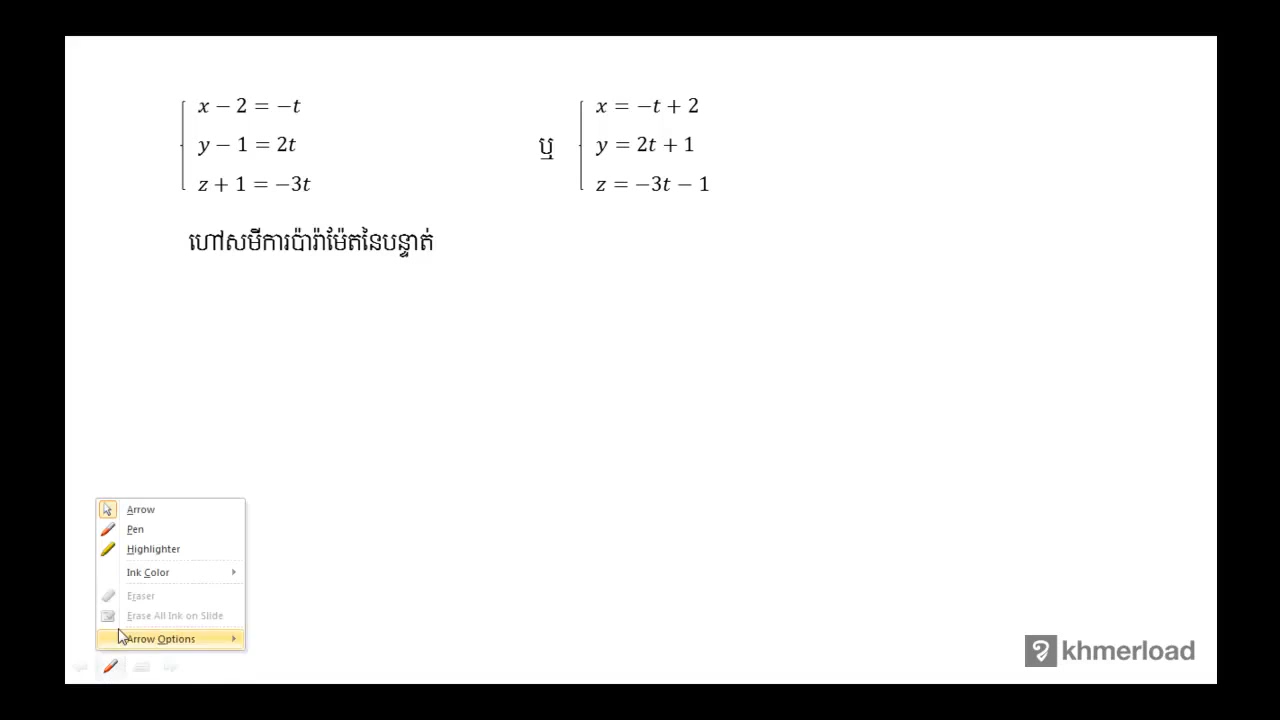 x − 2 = −t
y − 1 = 2t
z + 1 = −3t
ឬ
x = −t + 2
y = 2t + 1
z = −3t − 1
ហៅសមីការប៉ារ៉ាម៉ែតនៃបន្ទាត់
Arrow
Pen
Highlighter
Ink Color
Eraser
Erase All Ink on Slide
Arrow Options
khmerload